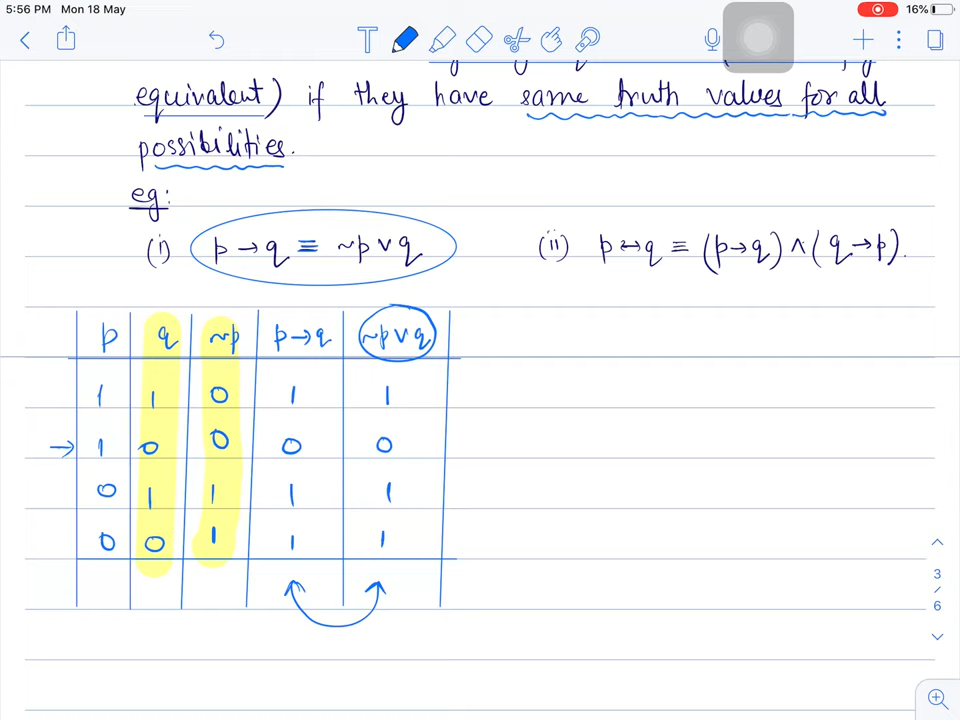 5:56 PM Mon 18 May 16%
equivalent) if they have same truth values for all
possibilities.
eg:
(i) p → q ≡ ~p ∨ q (ii) p ↔ q ≡ (p → q) ∧ (q → p).
p q ~p p → q ~p ∨ q
1 1 0 1 1
→ 1 0 0 0 0
0 1 1 1 1
0 0 1 1 1
3
/
6